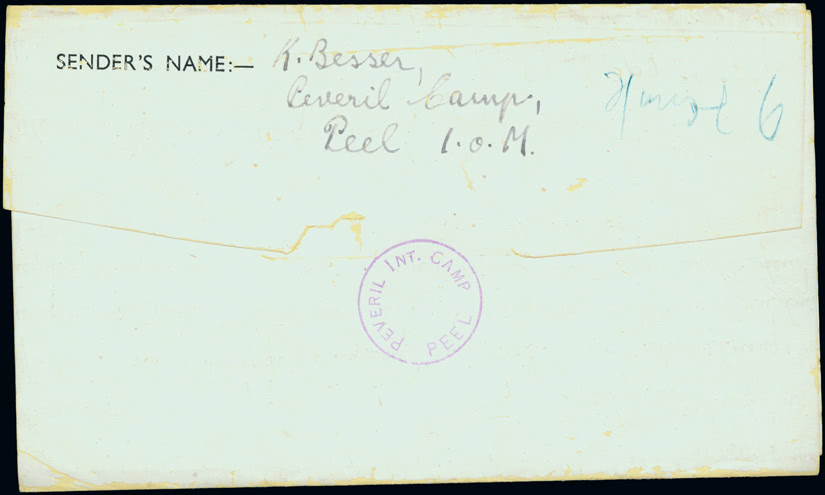 SENDER'S NAME:— K. Besser,
Peveril Camp,
Peel I.O.M.
6
PEVERIL INT. CAMP
PEEL